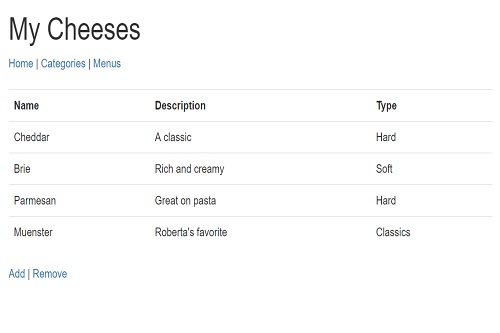 My Cheeses
Home | Categories | Menus
Name Description Type
Cheddar A classic Hard
Brie Rich and creamy Soft
Parmesan Great on pasta Hard
Muenster Roberta's favorite Classics
Add | Remove